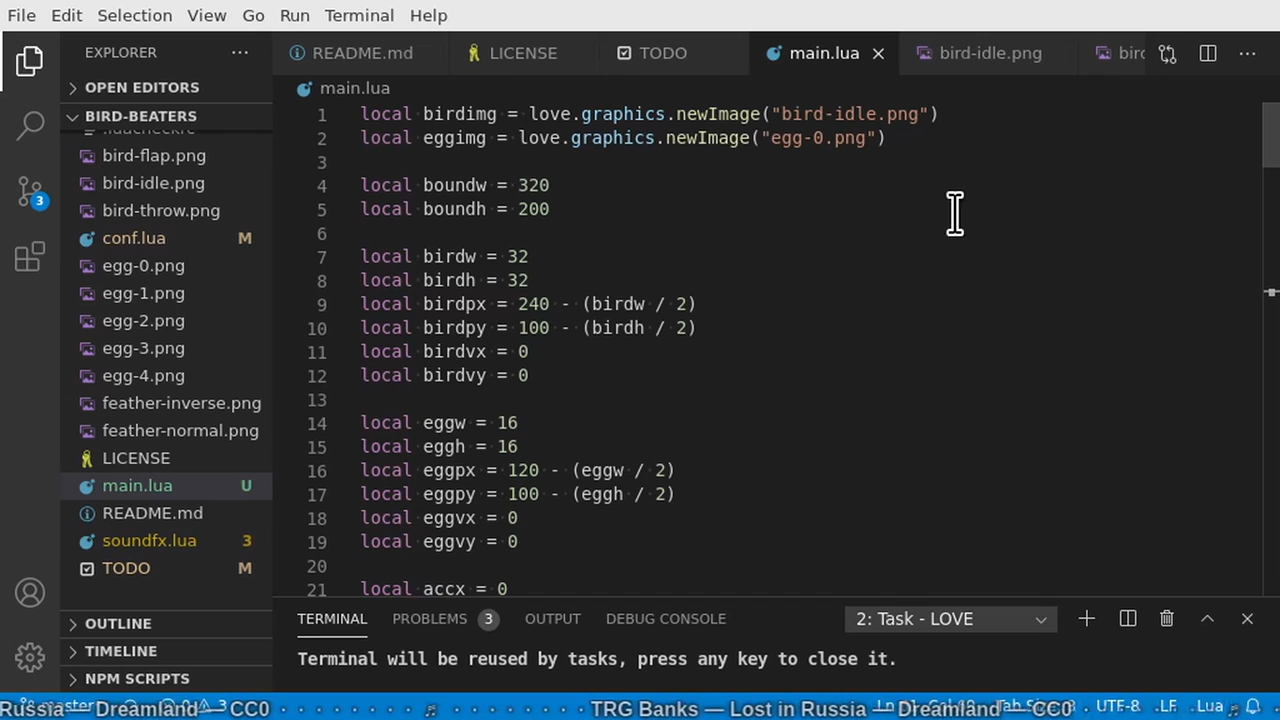 File Edit Selection View Go Run Terminal Help
EXPLORER ···
README.md LICENSE TODO main.lua bird-idle.png bird
OPEN EDITORS
BIRD-BEATERS
bird-flap.png
bird-idle.png
bird-throw.png
conf.lua M
egg-0.png
egg-1.png
egg-2.png
egg-3.png
egg-4.png
feather-inverse.png
feather-normal.png
LICENSE
main.lua U
README.md
soundfx.lua 3
TODO M
OUTLINE
TIMELINE
NPM SCRIPTS
3
main.lua
1 local birdimg = love.graphics.newImage("bird-idle.png")
2 local eggimg = love.graphics.newImage("egg-0.png")
3
4 local boundw = 320
5 local boundh = 200
6
7 local birdw = 32
8 local birdh = 32
9 local birdpx = 240 - (birdw / 2)
10 local birdpy = 100 - (birdh / 2)
11 local birdvx = 0
12 local birdvy = 0
13
14 local eggw = 16
15 local eggh = 16
16 local eggpx = 120 - (eggw / 2)
17 local eggpy = 100 - (eggh / 2)
18 local eggvx = 0
19 local eggvy = 0
20
21 local accx = 0
TERMINAL PROBLEMS 3 OUTPUT DEBUG CONSOLE 2: Task - LOVE
Terminal will be reused by tasks, press any key to close it.
Russia — Dreamland — CC0 ♫ TRG Banks — Lost in Russia — Dreamland — CC0
master 0 3 UTF-8 LF Lua